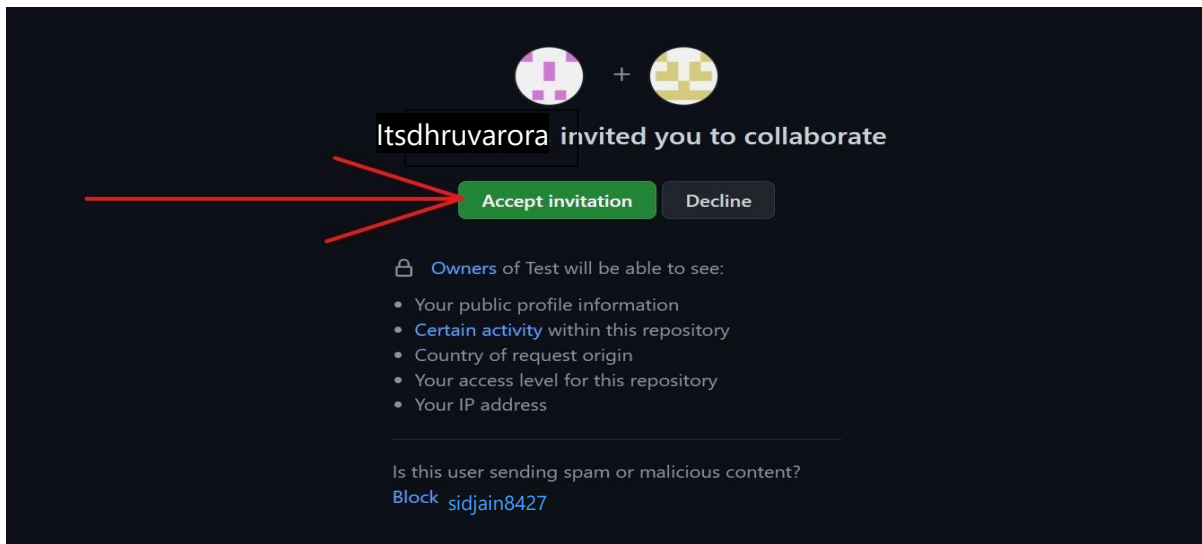 +
Itsdhruvarora invited you to collaborate
Accept invitation Decline
Owners of Test will be able to see:
• Your public profile information
• Certain activity within this repository
• Country of request origin
• Your access level for this repository
• Your IP address
Is this user sending spam or malicious content?
Block sidjain8427